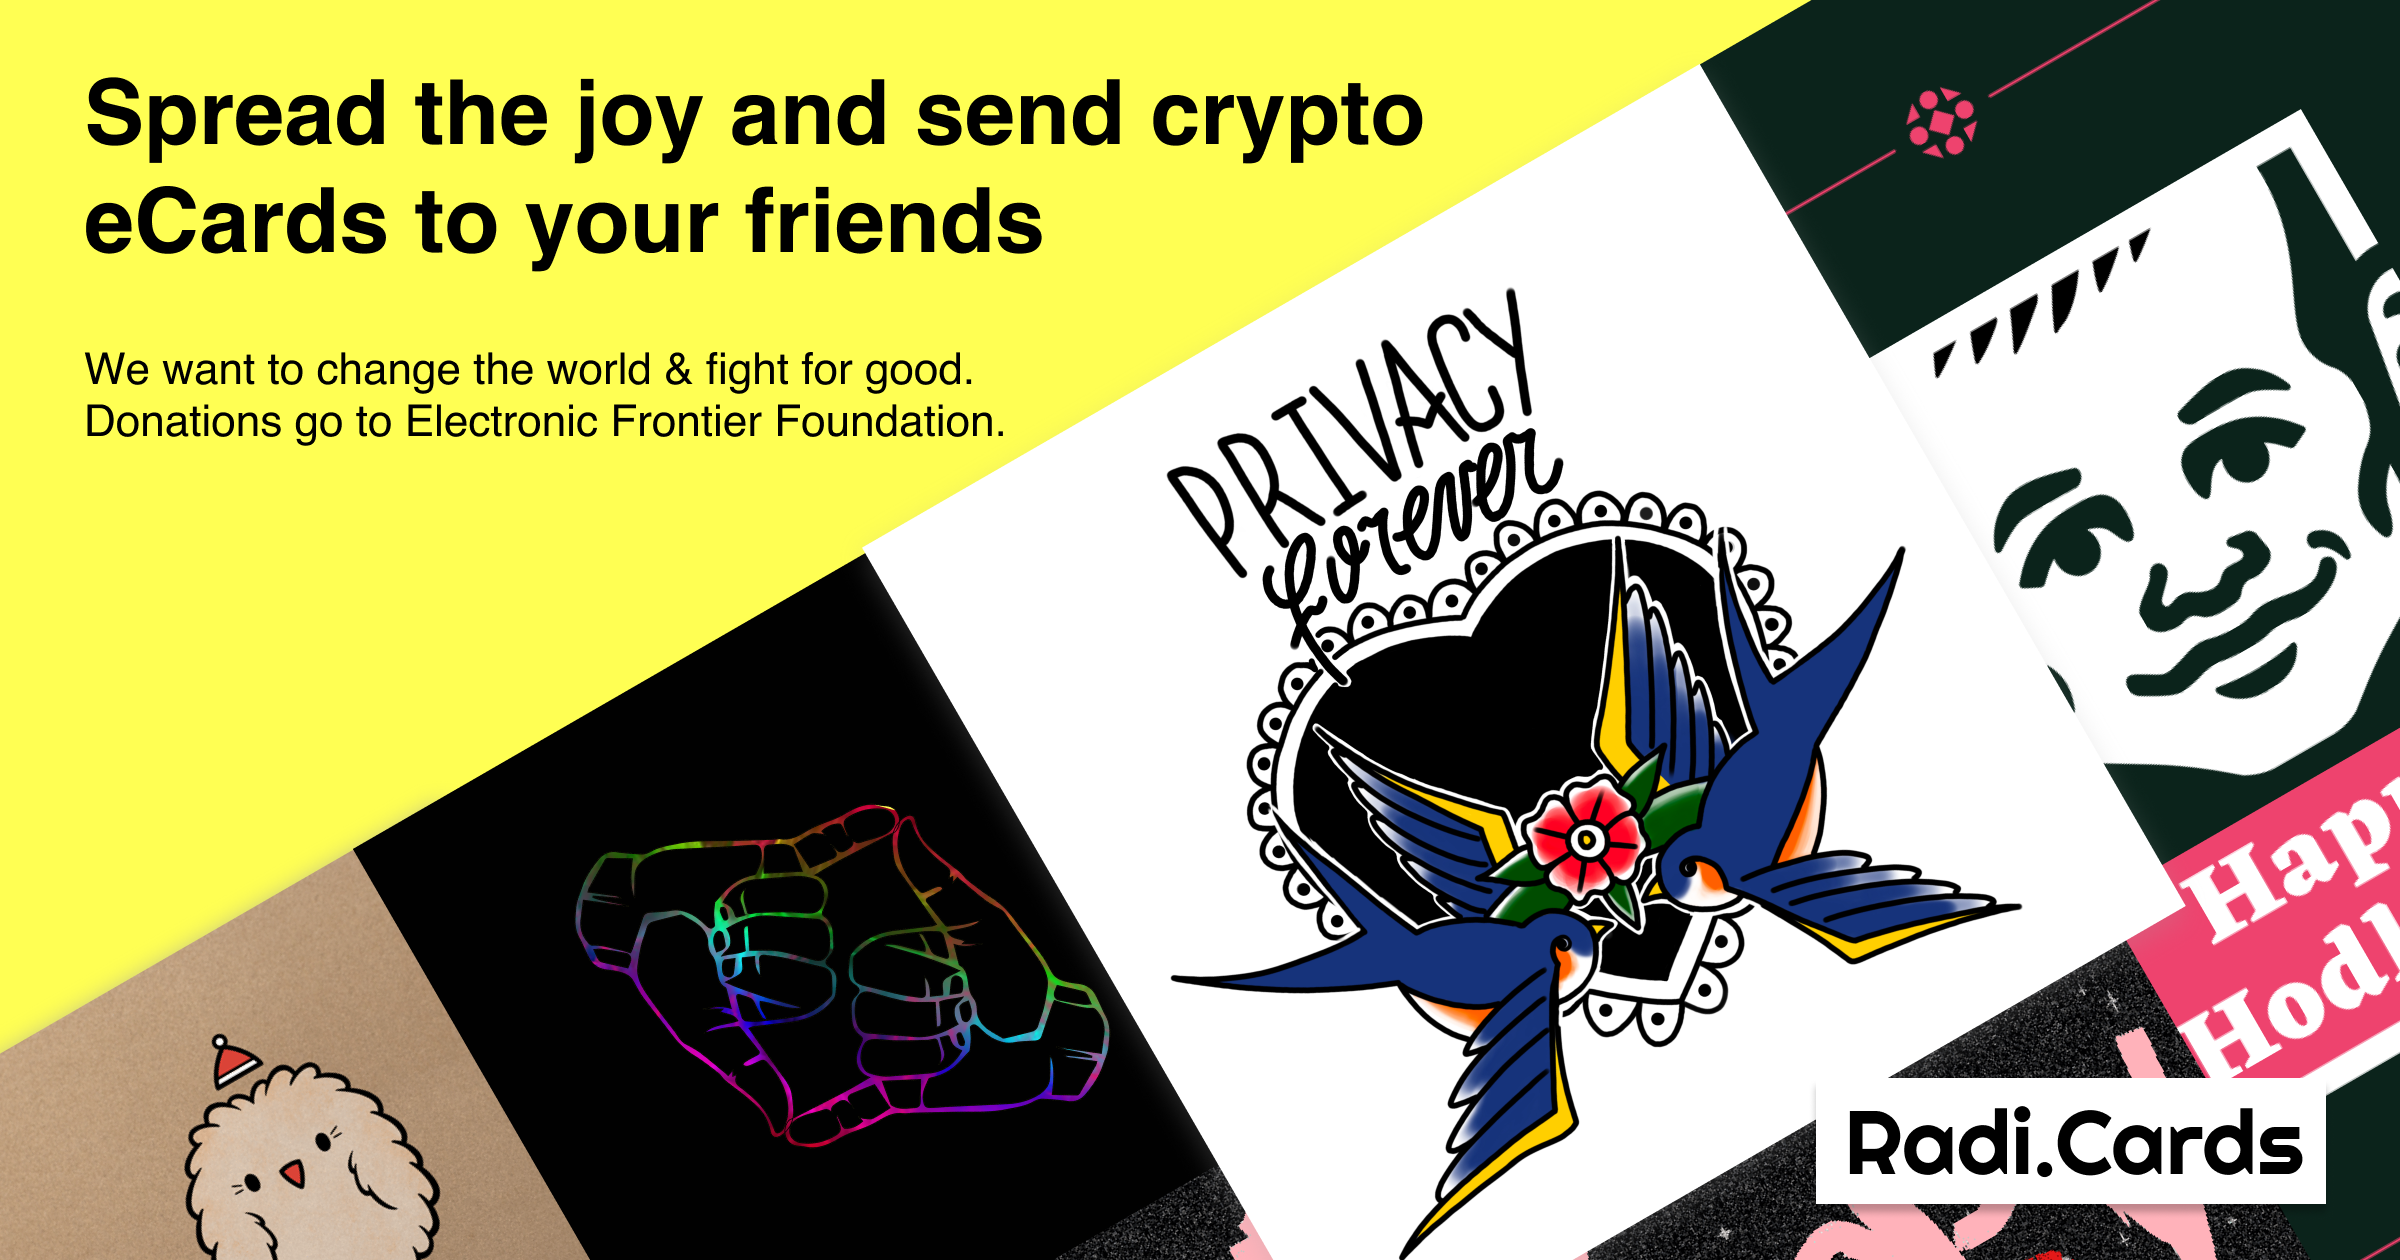 Spread the joy and send crypto
eCards to your friends
We want to change the world & fight for good.
Donations go to Electronic Frontier Foundation.
PRIVACY
forever
Radi.Cards